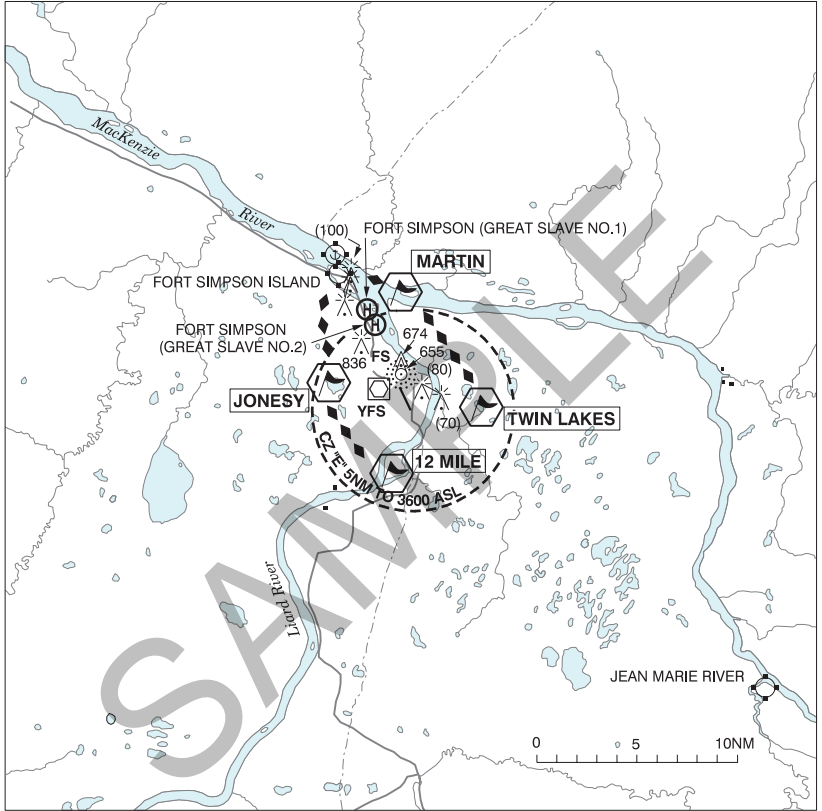 MacKenzie
River
(100)
FORT SIMPSON (GREAT SLAVE NO.1)
MARTIN
FORT SIMPSON ISLAND
H
H
FORT SIMPSON
(GREAT SLAVE NO.2)
674
655
836
FS
(80)
JONESY
YFS
(70)
TWIN LAKES
12 MILE
CZ "E" 5NM TO 3600 ASL
Liard River
JEAN MARIE RIVER
0 5 10NM
SAMPLE